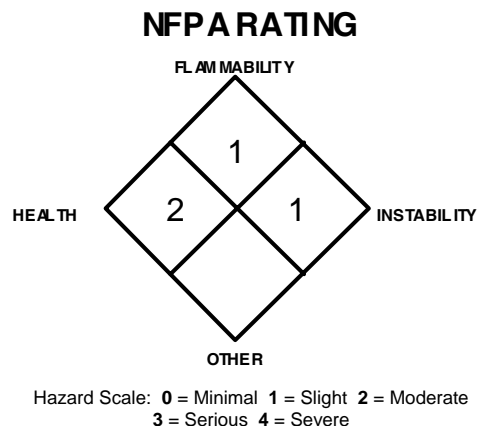 NFPA RATING
FLAMMABILITY
1
HEALTH 2 1 INSTABILITY
OTHER
Hazard Scale: 0 = Minimal 1 = Slight 2 = Moderate
3 = Serious 4 = Severe